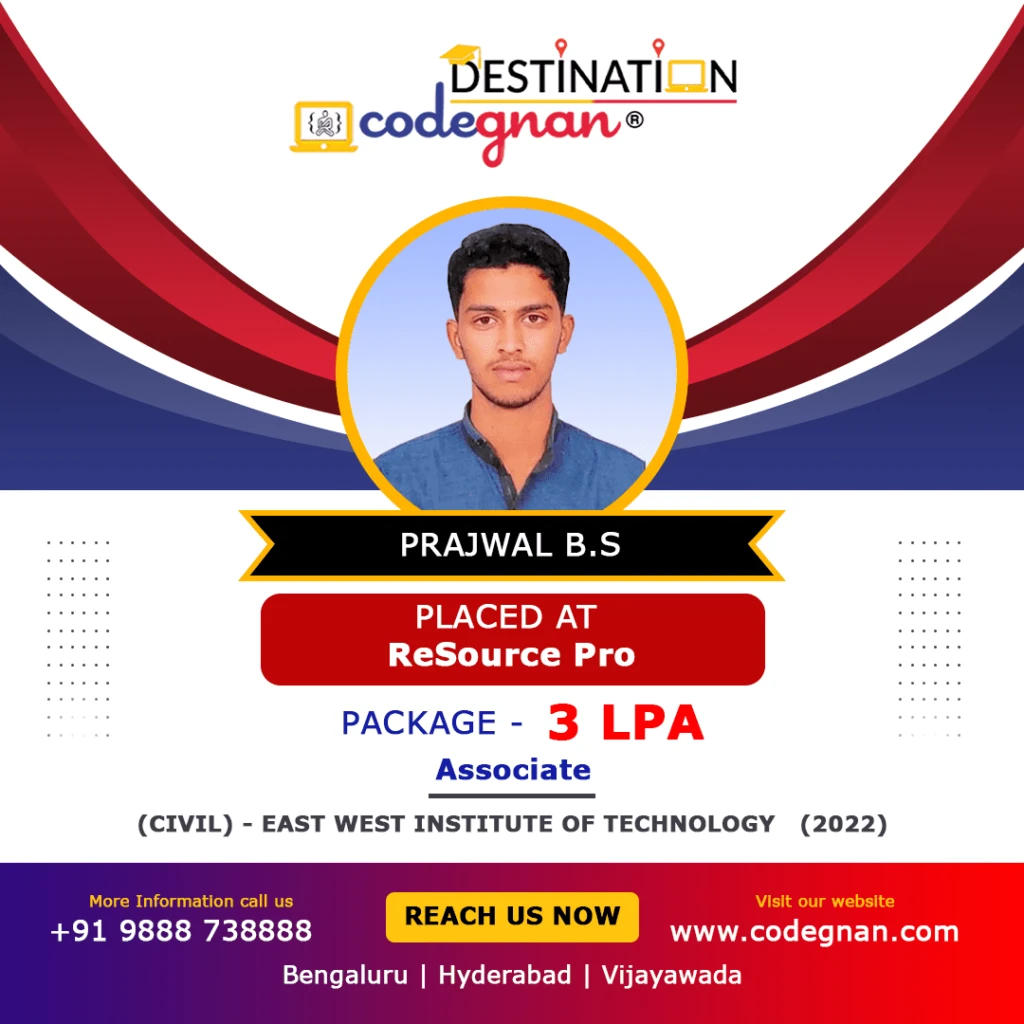 DESTINATION
codegnan®
PRAJWAL B.S
PLACED AT
ReSource Pro
PACKAGE - 3 LPA
Associate
(CIVIL) - EAST WEST INSTITUTE OF TECHNOLOGY (2022)
More Information call us
+91 9888 738888
REACH US NOW
Visit our website
www.codegnan.com
Bengaluru | Hyderabad | Vijayawada